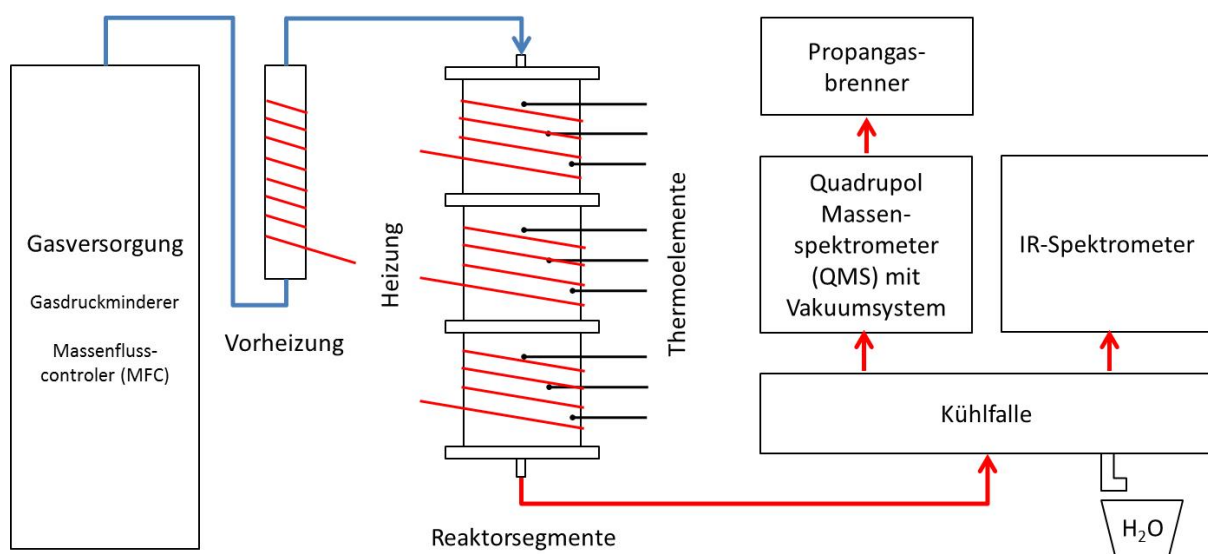 Gasversorgung
Gasdruckminderer
Massenfluss-
controler (MFC)
Vorheizung
Heizung
Reaktorsegmente
Thermoelemente
Propangas-
brenner
Quadrupol
Massen-
spektrometer
(QMS) mit
Vakuumsystem
IR-Spektrometer
Kühlfalle
H₂O